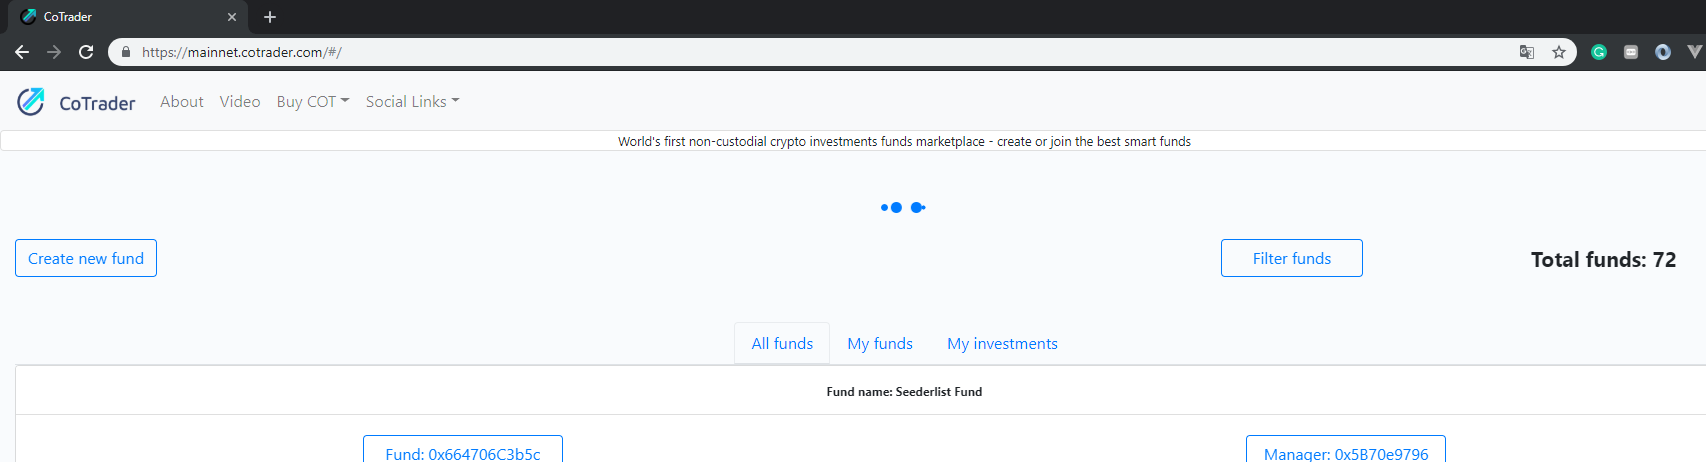 CoTrader
https://mainnet.cotrader.com/#/
CoTrader About Video Buy COT Social Links
World's first non-custodial crypto investments funds marketplace - create or join the best smart funds
Create new fund Filter funds Total funds: 72
All funds My funds My investments
Fund name: Seederlist Fund
Fund: 0x664706C3b5c Manager: 0x5B70e9796